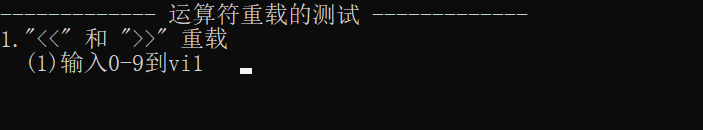 ------------- 运算符重载的测试 -------------
1."<<" 和 ">>" 重载
(1)输入0-9到vi1